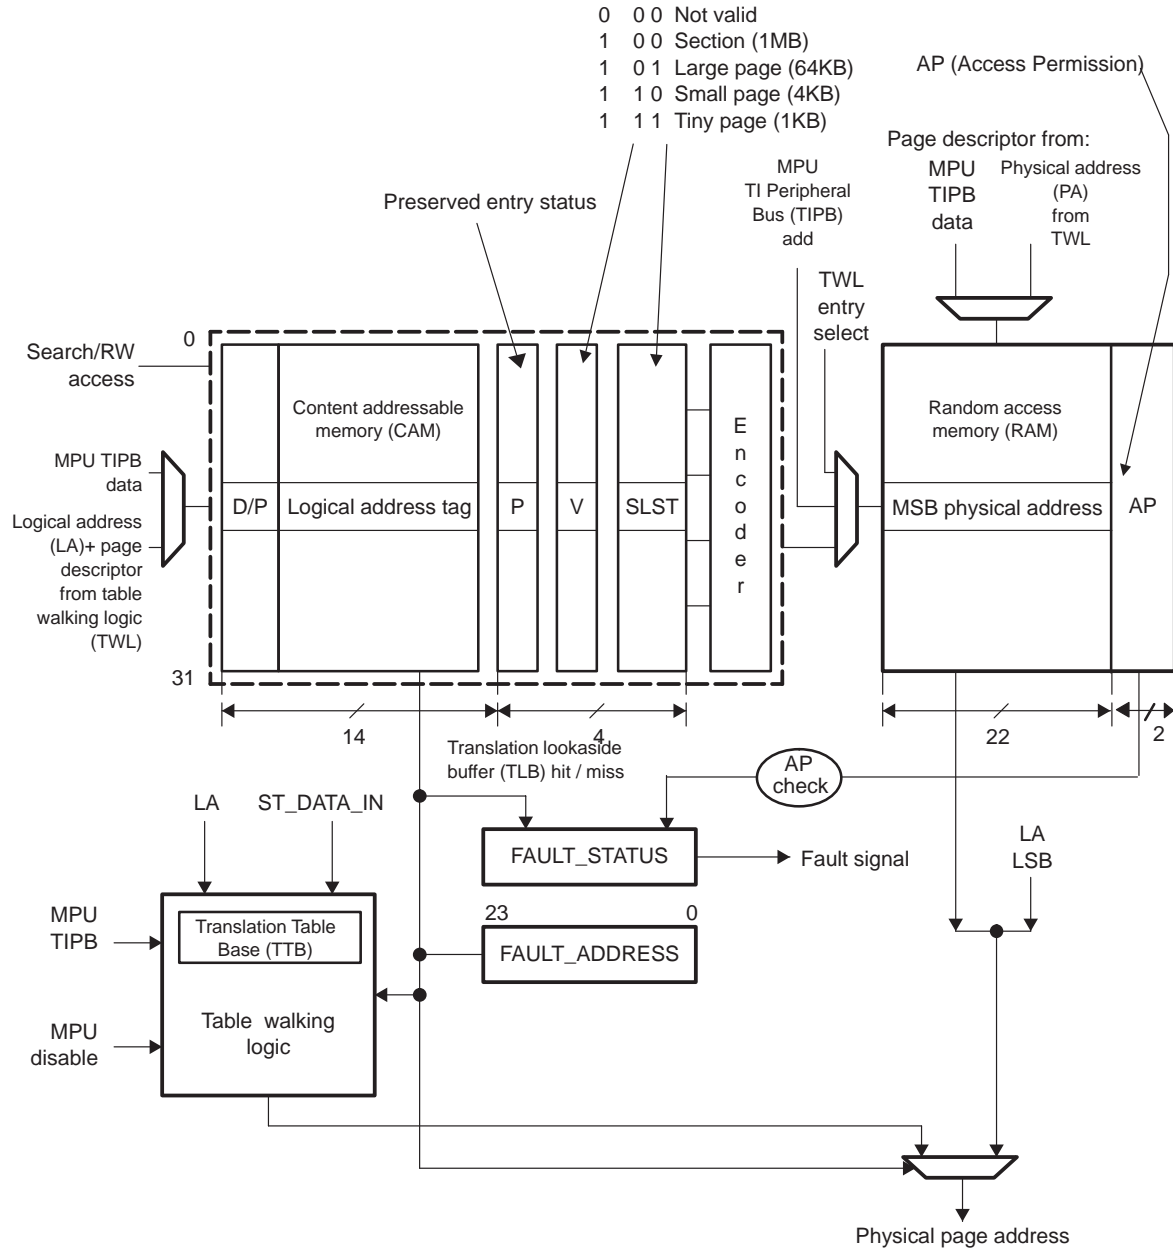 0 0 0 Not valid
1 0 0 Section (1MB)
1 0 1 Large page (64KB)
1 1 0 Small page (4KB)
1 1 1 Tiny page (1KB)
AP (Access Permission)
Page descriptor from:
MPU
TIPB
data
Physical address
(PA)
from
TWL
MPU
TI Peripheral
Bus (TIPB)
add
Preserved entry status
TWL
entry
select
0
Search/RW
access
Content addressable
memory (CAM)
E
n
c
o
d
e
r
Random access
memory (RAM)
MPU TIPB
data
D/P
Logical address tag
P
V
SLST
MSB physical address
AP
Logical address
(LA)+ page
descriptor
from table
walking logic
(TWL)
31
14
4
22
2
Translation lookaside
buffer (TLB) hit / miss
AP
check
LA
ST_DATA_IN
FAULT_STATUS
Fault signal
LA
LSB
23
0
FAULT_ADDRESS
MPU
TIPB
Translation Table
Base (TTB)
Table walking
logic
MPU
disable
Physical page address